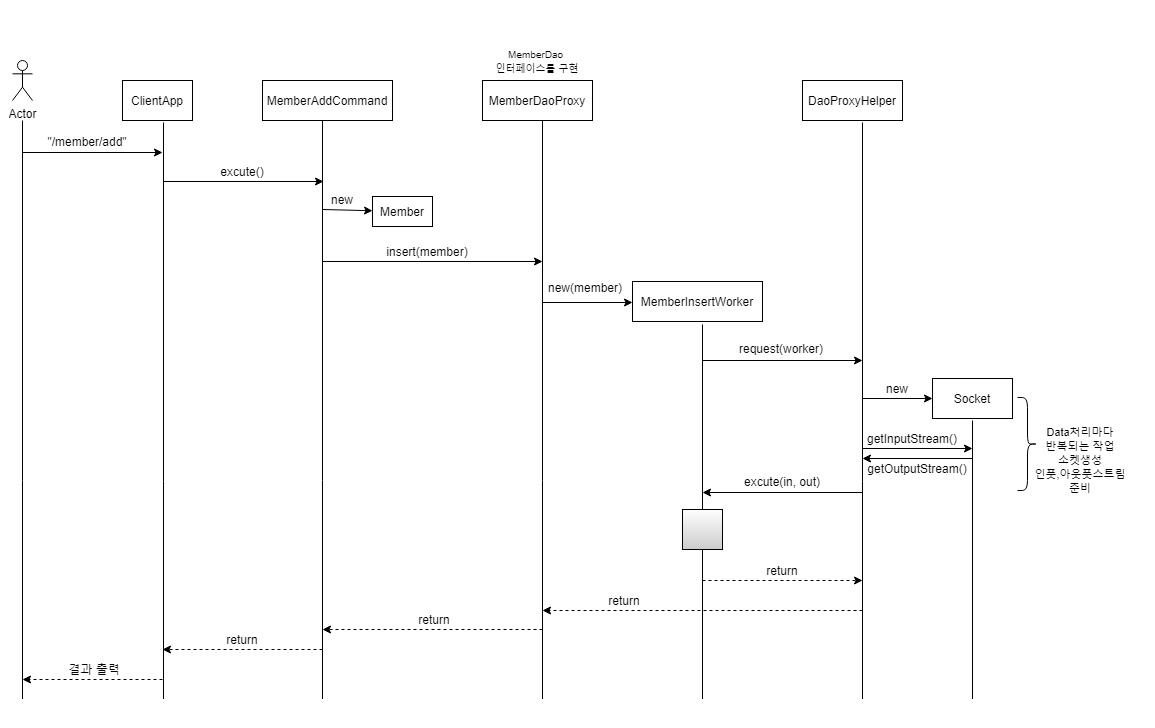 MemberDao
인터페이스를 구현
Actor
ClientApp
MemberAddCommand
MemberDaoProxy
DaoProxyHelper
"/member/add"
excute()
new
Member
insert(member)
new(member)
MemberInsertWorker
request(worker)
new
Socket
getInputStream()
getOutputStream()
Data처리마다
반복되는 작업
소켓생성
인풋,아웃풋스트림
준비
excute(in, out)
return
return
return
return
결과 출력